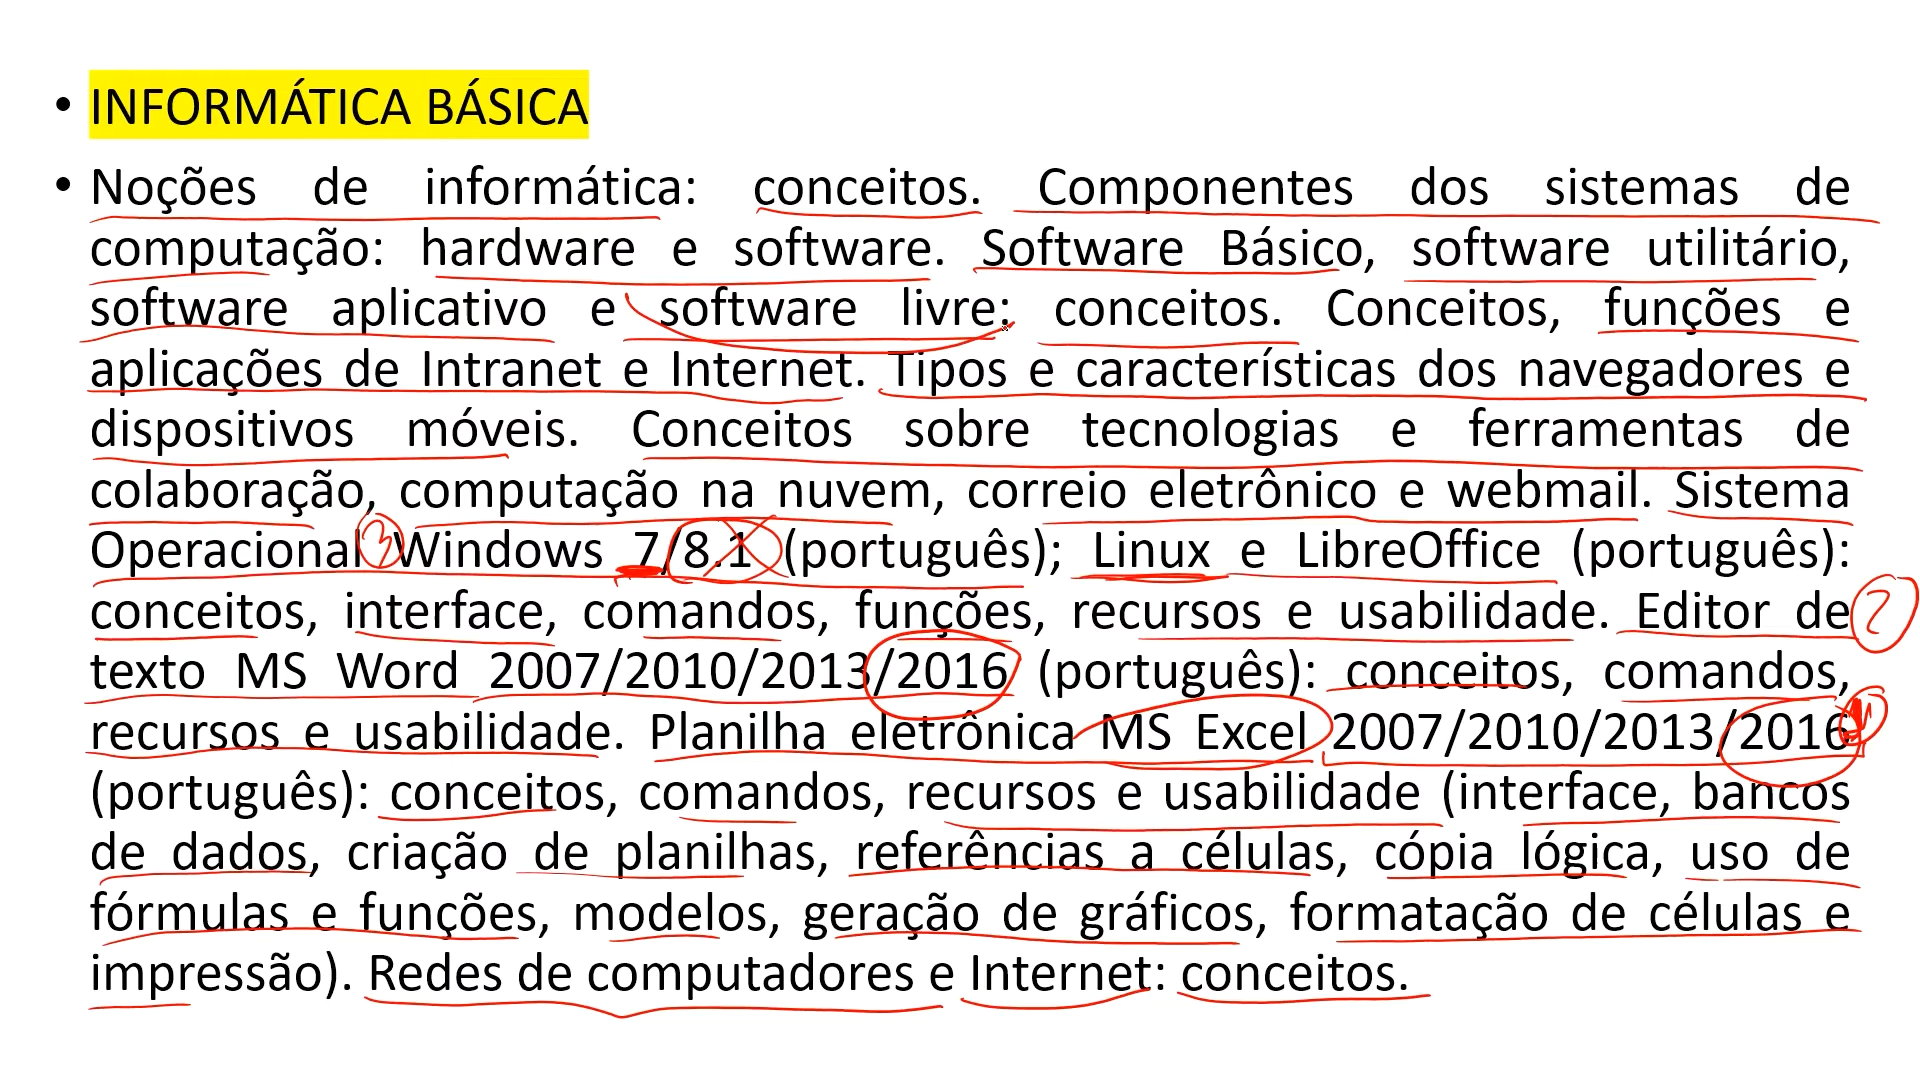 • INFORMÁTICA BÁSICA
• Noções de informática: conceitos. Componentes dos sistemas de
computação: hardware e software. Software Básico, software utilitário,
software aplicativo e software livre: conceitos. Conceitos, funções e
aplicações de Intranet e Internet. Tipos e características dos navegadores e
dispositivos móveis. Conceitos sobre tecnologias e ferramentas de
colaboração, computação na nuvem, correio eletrônico e webmail. Sistema
Operacional 3 Windows 7/8.1 (português); Linux e LibreOffice (português):
conceitos, interface, comandos, funções, recursos e usabilidade. Editor de 2
texto MS Word 2007/2010/2013/2016 (português): conceitos, comandos,
recursos e usabilidade. Planilha eletrônica MS Excel 2007/2010/2013/2016 1
(português): conceitos, comandos, recursos e usabilidade (interface, bancos
de dados, criação de planilhas, referências a células, cópia lógica, uso de
fórmulas e funções, modelos, geração de gráficos, formatação de células e
impressão). Redes de computadores e Internet: conceitos.